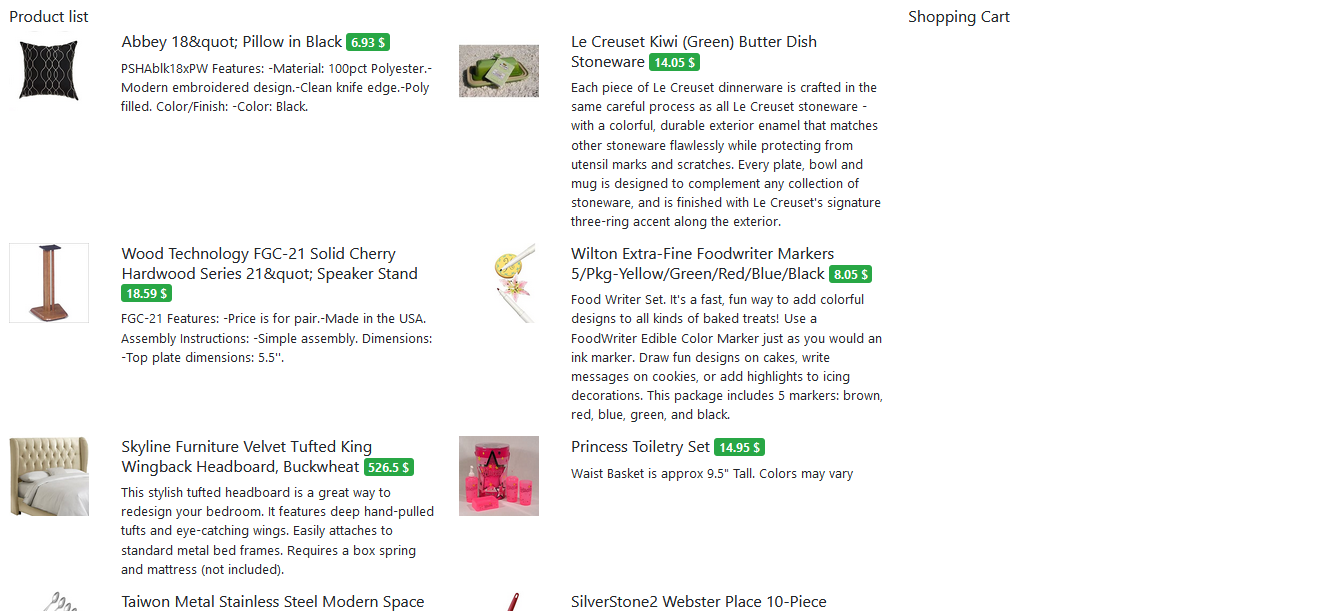 Product list
Shopping Cart
Abbey 18&quot; Pillow in Black 6.93 $
PSHAblk18xPW Features: -Material: 100pct Polyester.-
Modern embroidered design.-Clean knife edge.-Poly
filled. Color/Finish: -Color: Black.
Le Creuset Kiwi (Green) Butter Dish
Stoneware 14.05 $
Each piece of Le Creuset dinnerware is crafted in the
same careful process as all Le Creuset stoneware -
with a colorful, durable exterior enamel that matches
other stoneware flawlessly while protecting from
utensil marks and scratches. Every plate, bowl and
mug is designed to complement any collection of
stoneware, and is finished with Le Creuset's signature
three-ring accent along the exterior.
Wood Technology FGC-21 Solid Cherry
Hardwood Series 21&quot; Speaker Stand
18.59 $
FGC-21 Features: -Price is for pair.-Made in the USA.
Assembly Instructions: -Simple assembly. Dimensions:
-Top plate dimensions: 5.5''.
Wilton Extra-Fine Foodwriter Markers
5/Pkg-Yellow/Green/Red/Blue/Black 8.05 $
Food Writer Set. It's a fast, fun way to add colorful
designs to all kinds of baked treats! Use a
FoodWriter Edible Color Marker just as you would an
ink marker. Draw fun designs on cakes, write
messages on cookies, or add highlights to icing
decorations. This package includes 5 markers: brown,
red, blue, green, and black.
Skyline Furniture Velvet Tufted King
Wingback Headboard, Buckwheat 526.5 $
This stylish tufted headboard is a great way to
redesign your bedroom. It features deep hand-pulled
tufts and eye-catching wings. Easily attaches to
standard metal bed frames. Requires a box spring
and mattress (not included).
Princess Toiletry Set 14.95 $
Waist Basket is approx 9.5" Tall. Colors may vary
Taiwon Metal Stainless Steel Modern Space
SilverStone2 Webster Place 10-Piece